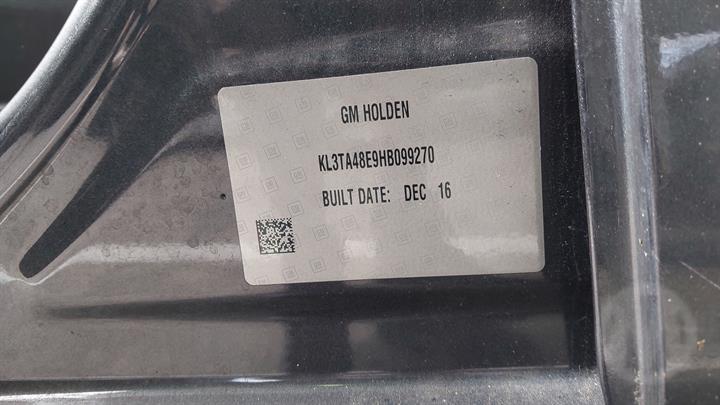 GM HOLDEN
KL3TA48E9HB099270
BUILT DATE: DEC 16